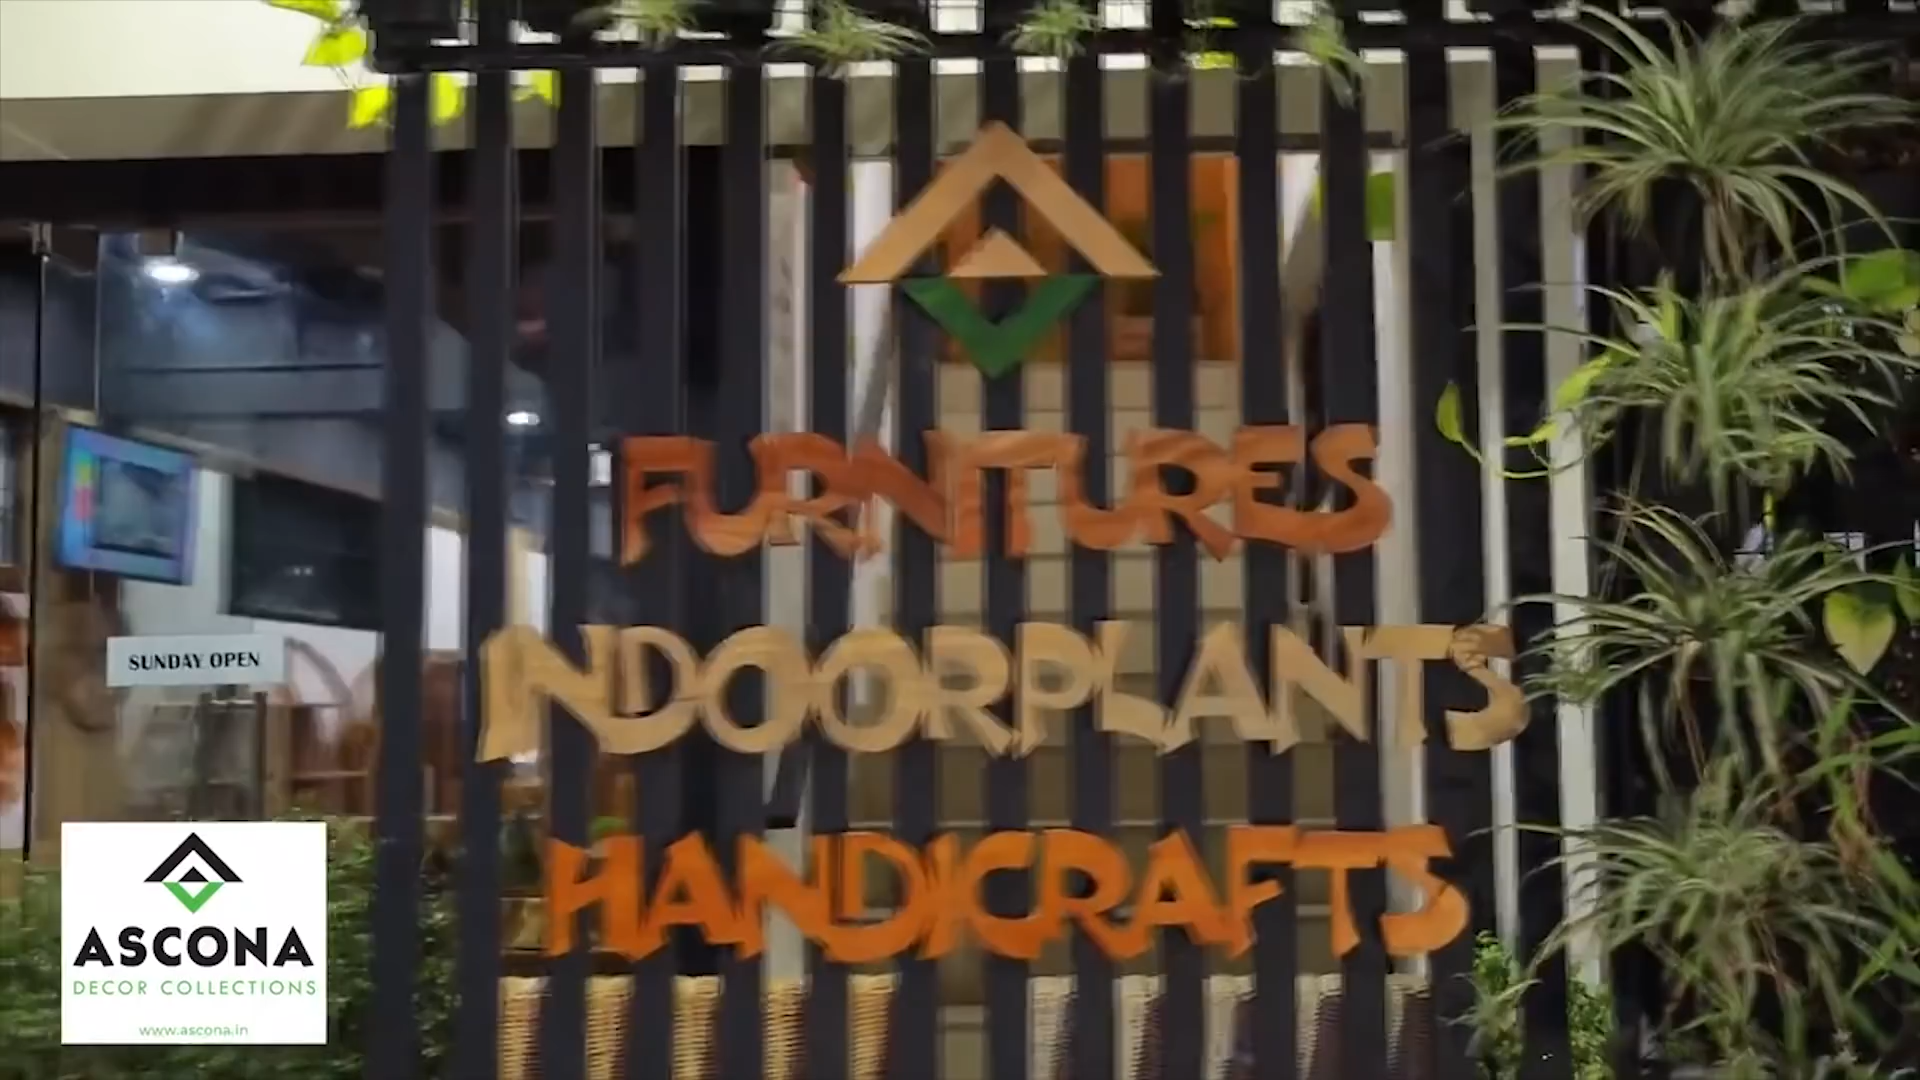 FURNITURES
INDOORPLANTS
HANDICRAFTS
SUNDAY OPEN
ASCONA
DECOR COLLECTIONS
www.ascona.in